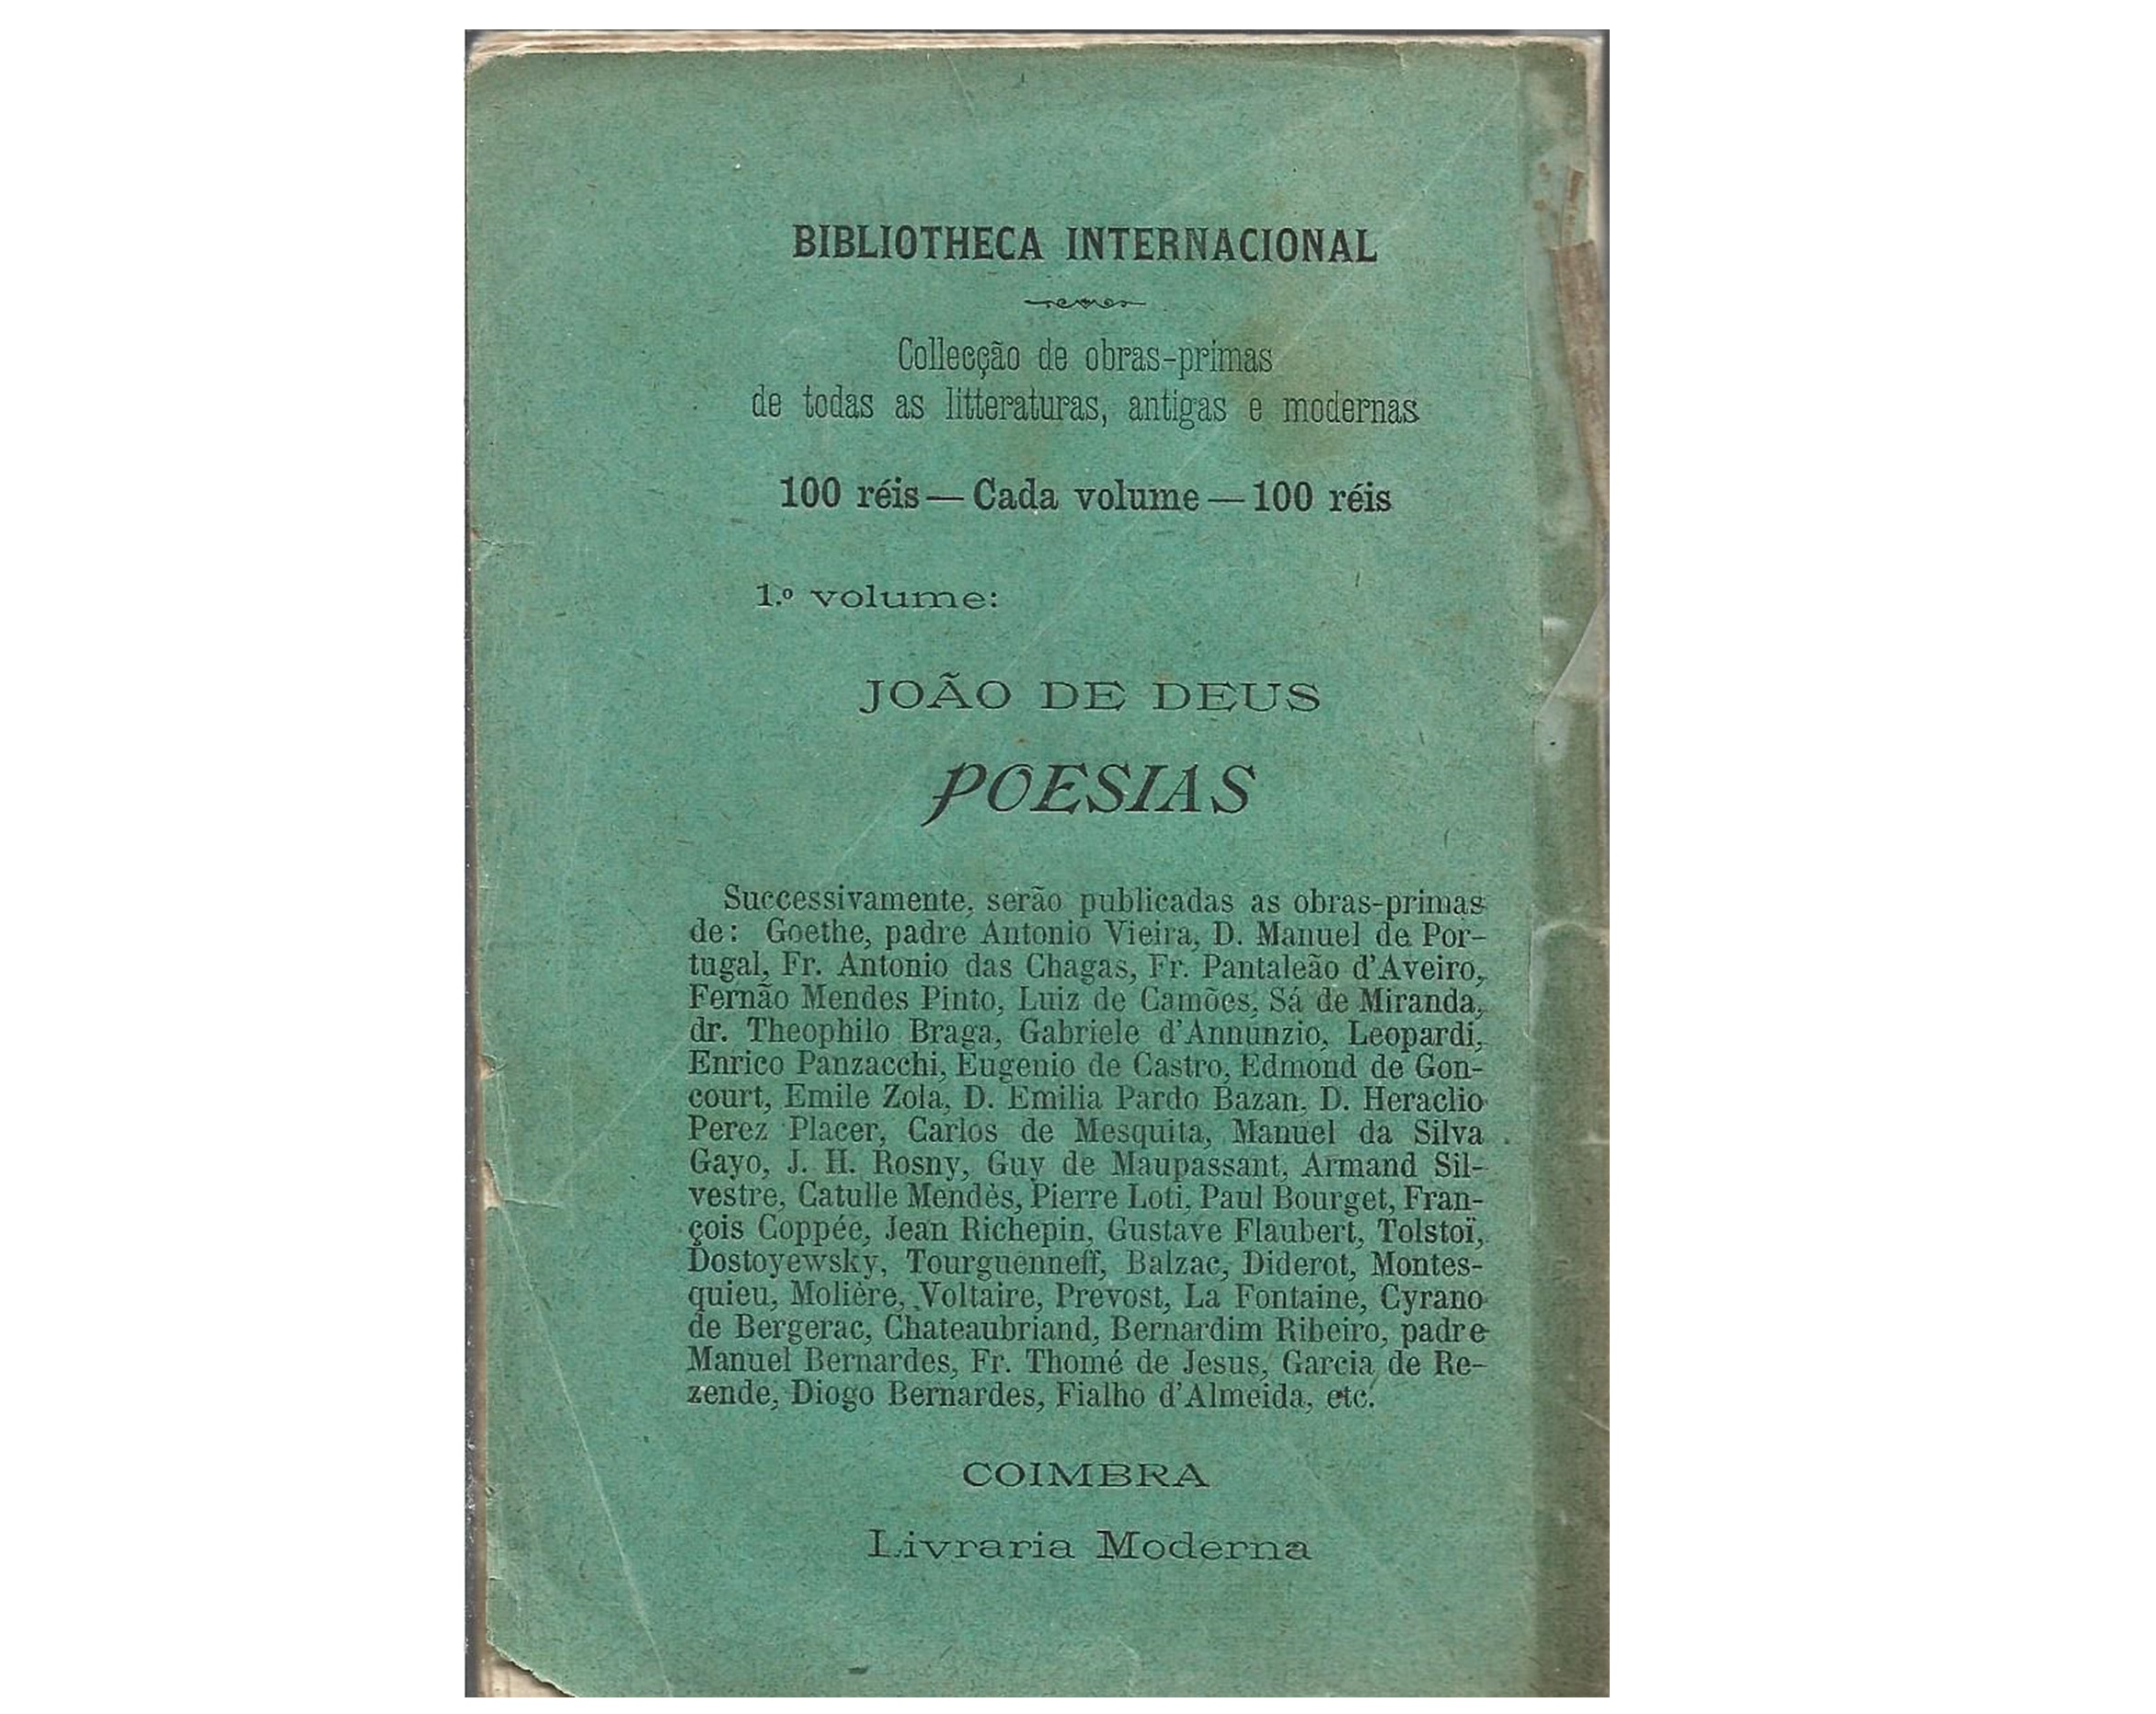 BIBLIOTHECA INTERNACIONAL
Collecção de obras-primas
de todas as litteraturas, antigas e modernas
100 réis — Cada volume — 100 réis
1.º volume:
JOÃO DE DEUS
POESIAS
Successivamente, serão publicadas as obras-primas
de: Goethe, padre Antonio Vieira, D. Manuel de Por-
tugal, Fr. Antonio das Chagas, Fr. Pantaleão d'Aveiro,
Fernão Mendes Pinto, Luiz de Camões, Sá de Miranda,
dr. Theophilo Braga, Gabriele d'Annunzio, Leopardi,
Enrico Panzacchi, Eugenio de Castro, Edmond de Gon-
court, Emile Zola, D. Emilia Pardo Bazan, D. Heraclio
Perez Placer, Carlos de Mesquita, Manuel da Silva
Gayo, J. H. Rosny, Guy de Maupassant, Armand Sil-
vestre, Catulle Mendès, Pierre Loti, Paul Bourget, Fran-
çois Coppée, Jean Richepin, Gustave Flaubert, Tolstoï,
Dostoyewsky, Tourguenneff, Balzac, Diderot, Montes-
quieu, Molière, Voltaire, Prevost, La Fontaine, Cyrano
de Bergerac, Chateaubriand, Bernardim Ribeiro, padre
Manuel Bernardes, Fr. Thomé de Jesus, Garcia de Re-
zende, Diogo Bernardes, Fialho d'Almeida, etc.
COIMBRA
Livraria Moderna